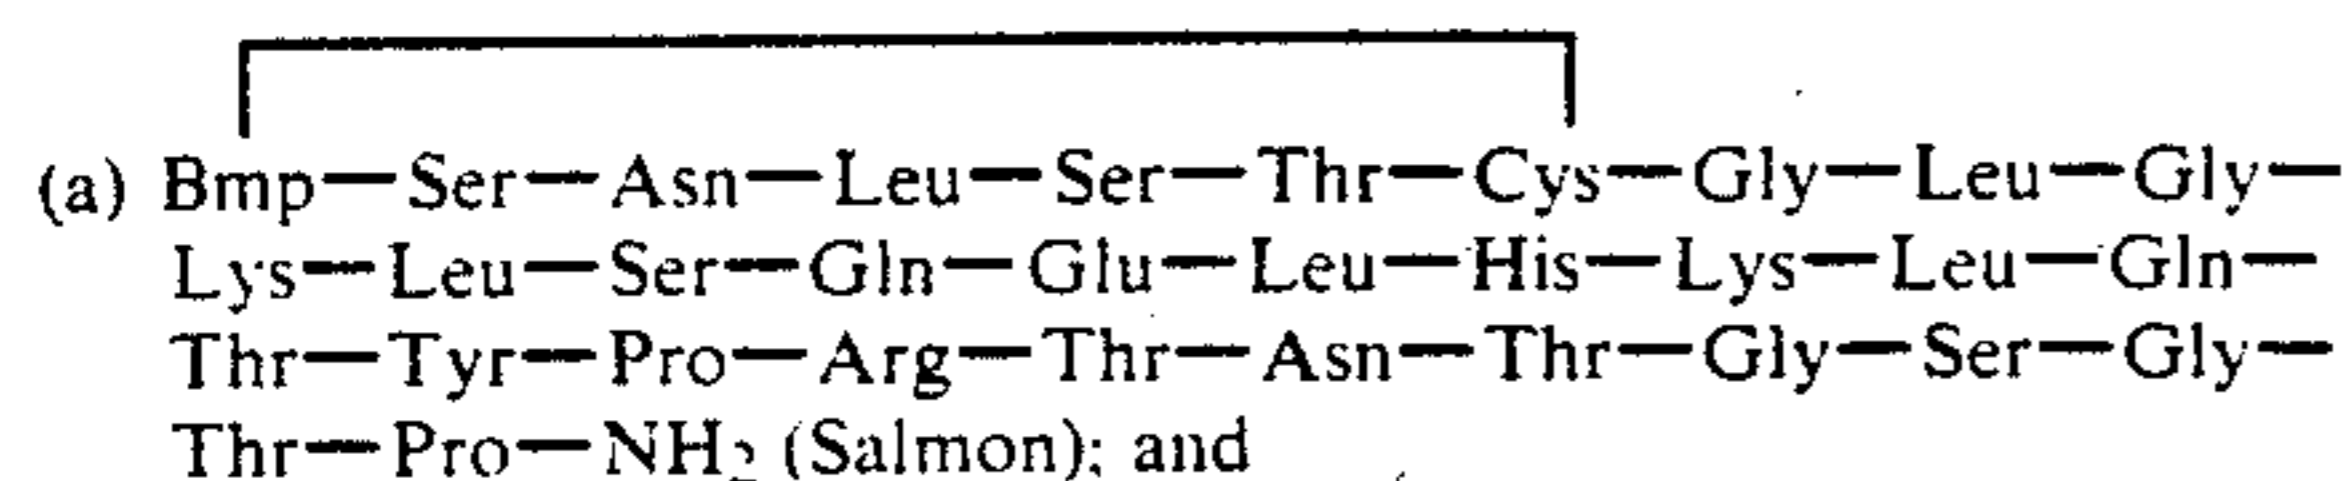 (a) Bmp—Ser—Asn—Leu—Ser—Thr—Cys—Gly—Leu—Gly—
Lys—Leu—Ser—Gln—Glu—Leu—His—Lys—Leu—Gln—
Thr—Tyr—Pro—Arg—Thr—Asn—Thr—Gly—Ser—Gly—
Thr—Pro—NH₂ (Salmon); and